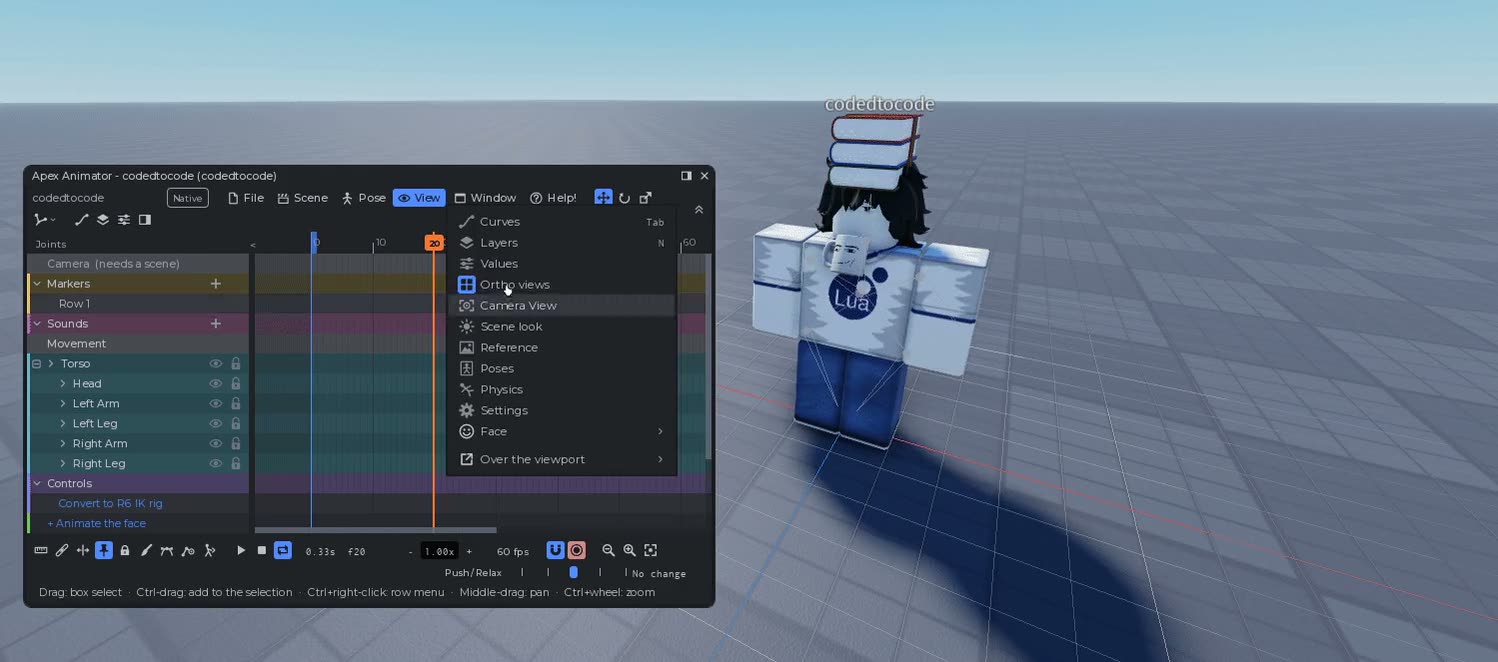 codedtocode
Apex Animator - codedtocode (codedtocode)
codedtocode
Native
File
Scene
Pose
View
Window
Help!
Joints
<
0
10
20
60
Curves Tab
Layers N
Values
Ortho views
Camera View
Scene look
Reference
Poses
Physics
Settings
Face
Over the viewport
Camera (needs a scene)
Markers
Row 1
Sounds
Movement
Torso
Head
Left Arm
Left Leg
Right Arm
Right Leg
Controls
Convert to R6 IK rig
+ Animate the face
Lua
0.33s f20 - 1.00x + 60 fps
Push/Relax No change
Drag: box select · Ctrl-drag: add to the selection · Ctrl+right-click: row menu · Middle-drag: pan · Ctrl+wheel: zoom